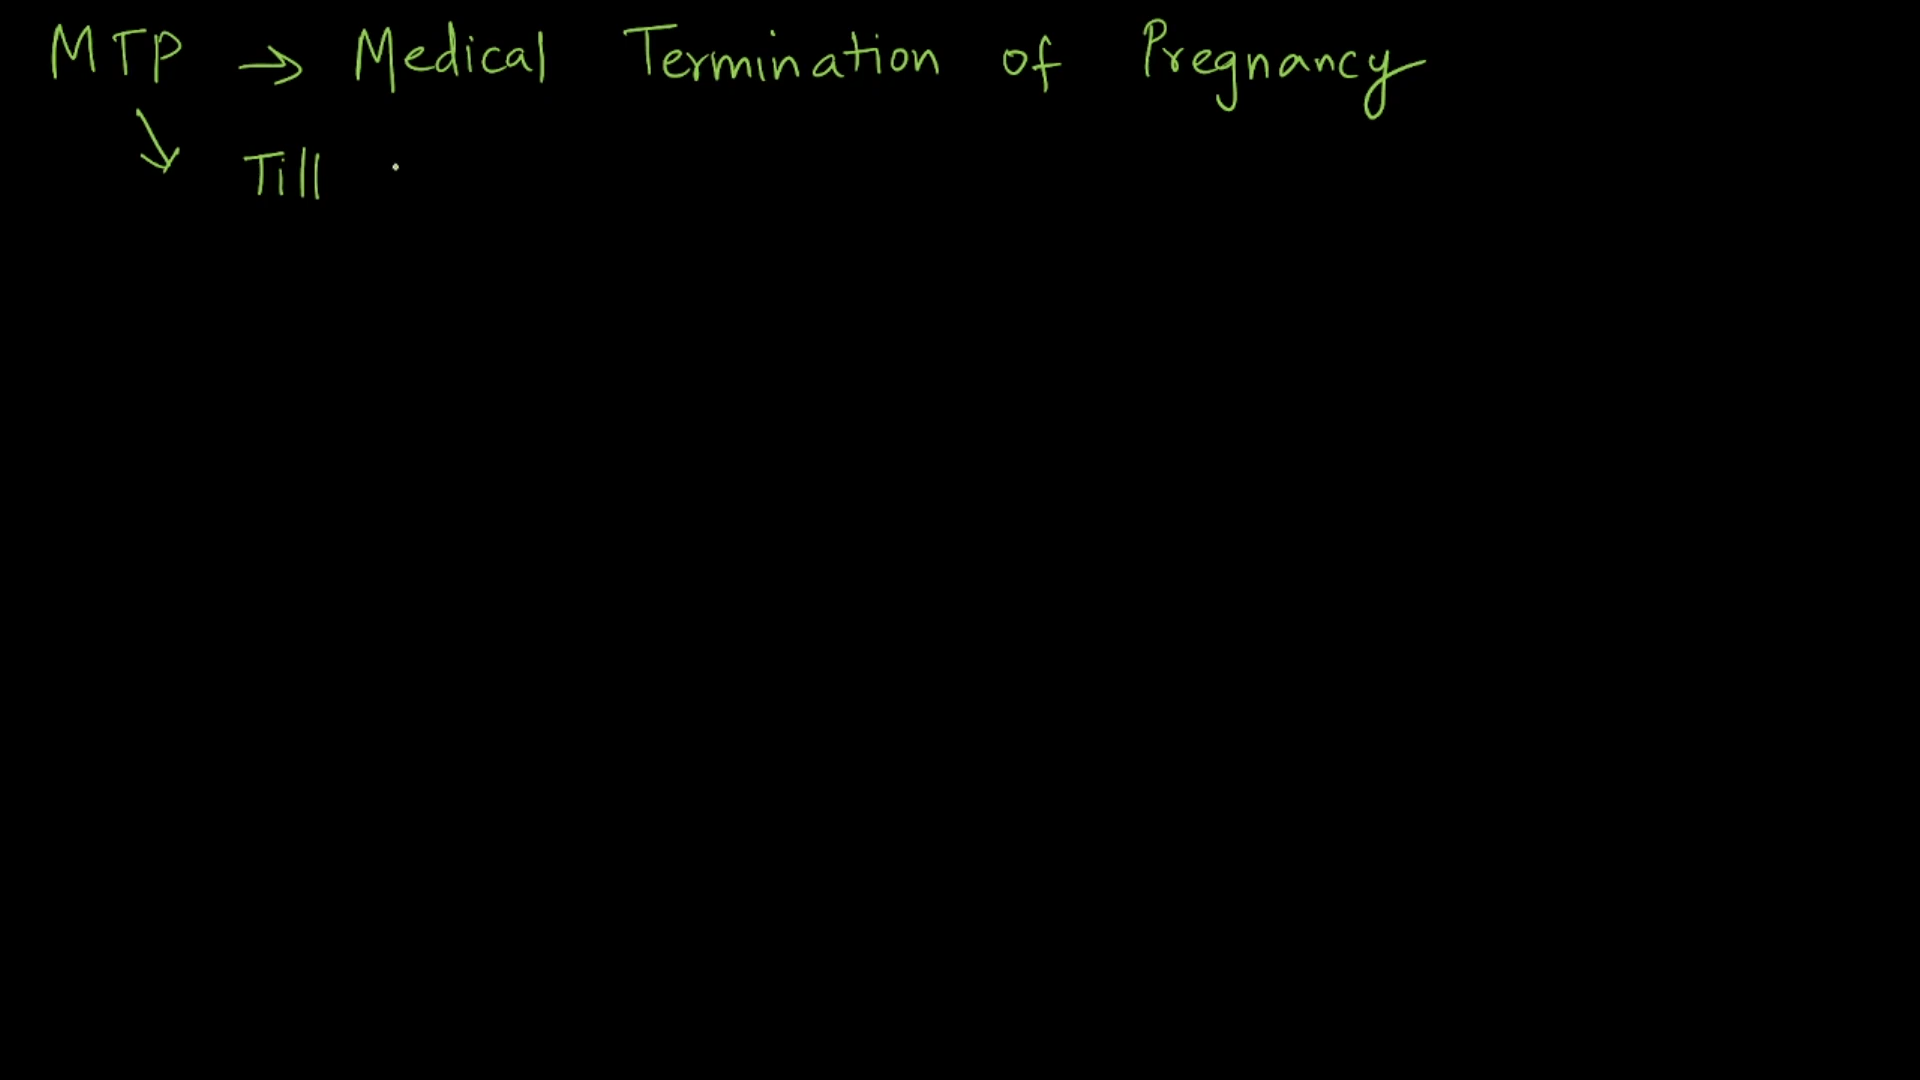 MTP → Medical Termination of Pregnancy
↘ Till